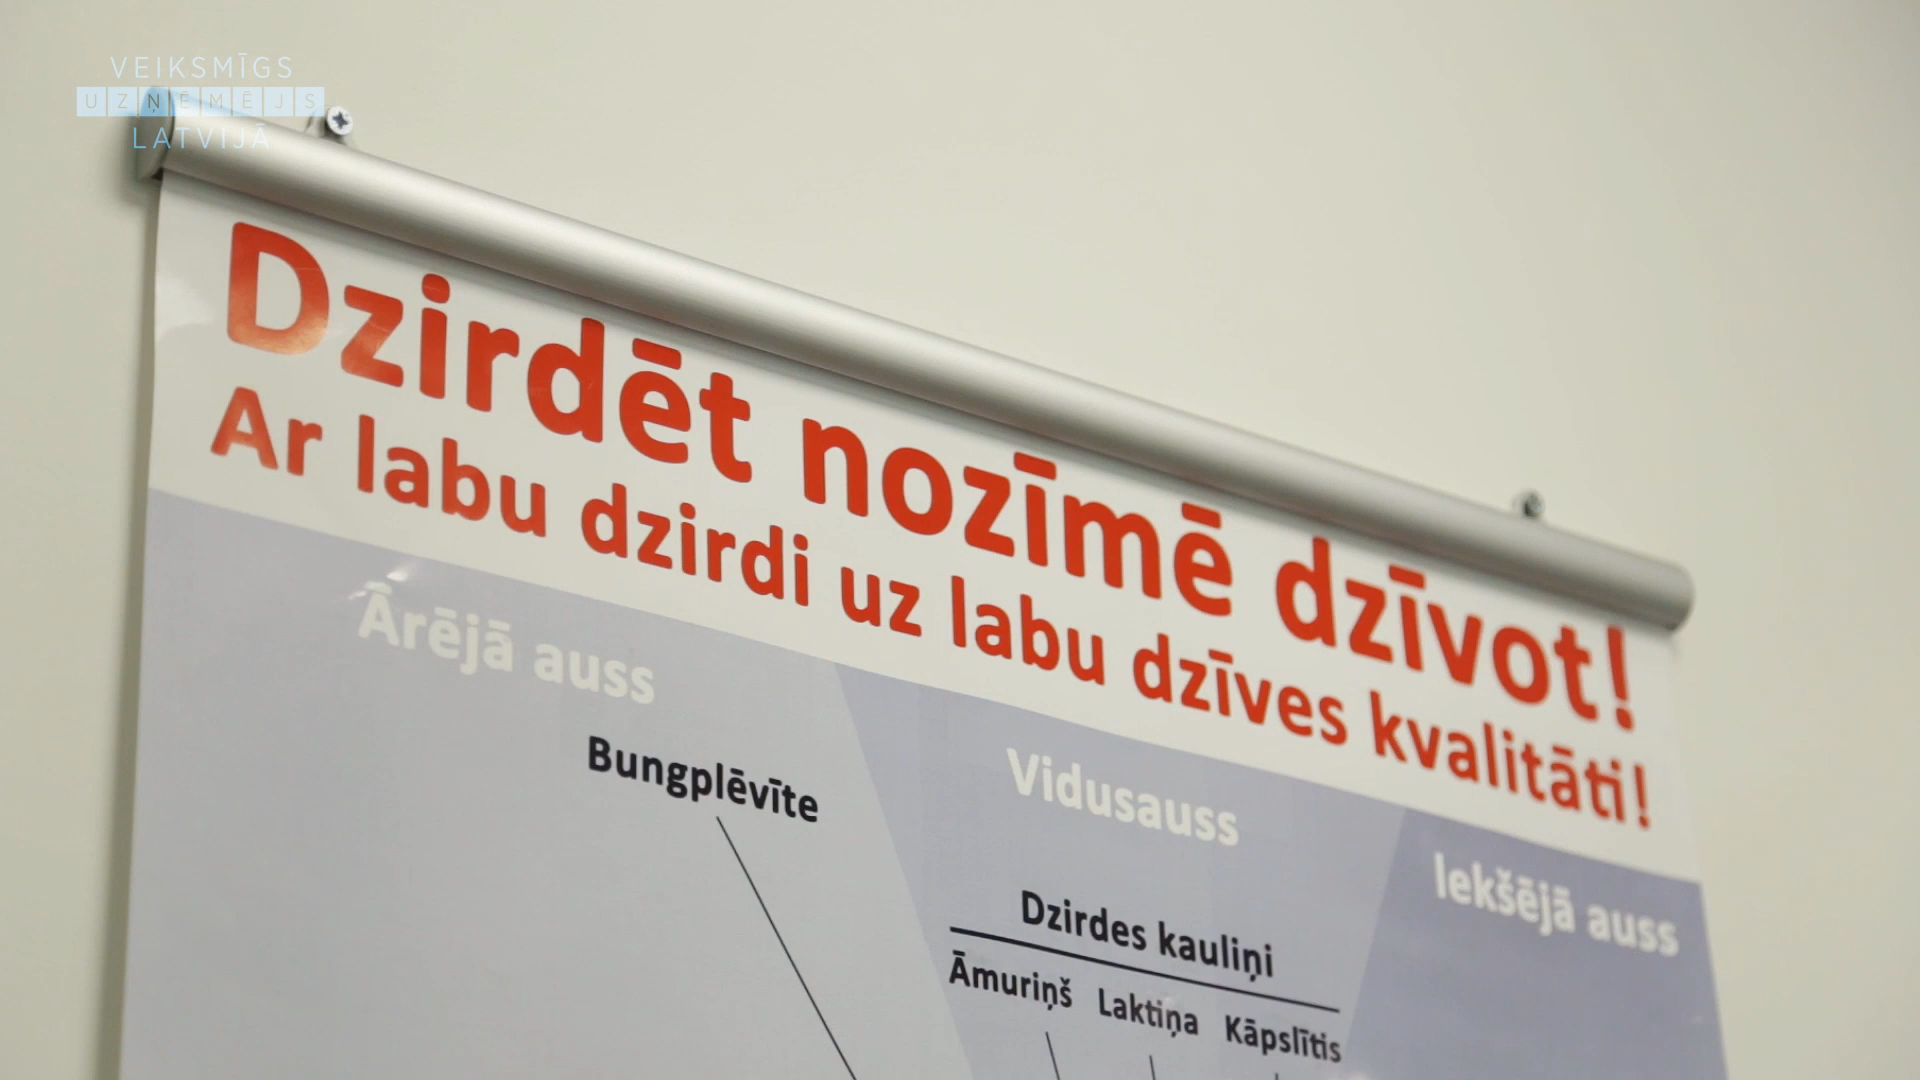 VEIKSMĪGS
UZŅĒMĒJS
LATVIJĀ
Dzirdēt nozīmē dzīvot!
Ar labu dzirdi uz labu dzīves kvalitāti!
Ārējā auss
Vidusauss
Iekšējā auss
Bungplēvīte
Dzirdes kauliņi
Āmuriņš Laktiņa Kāpslītis